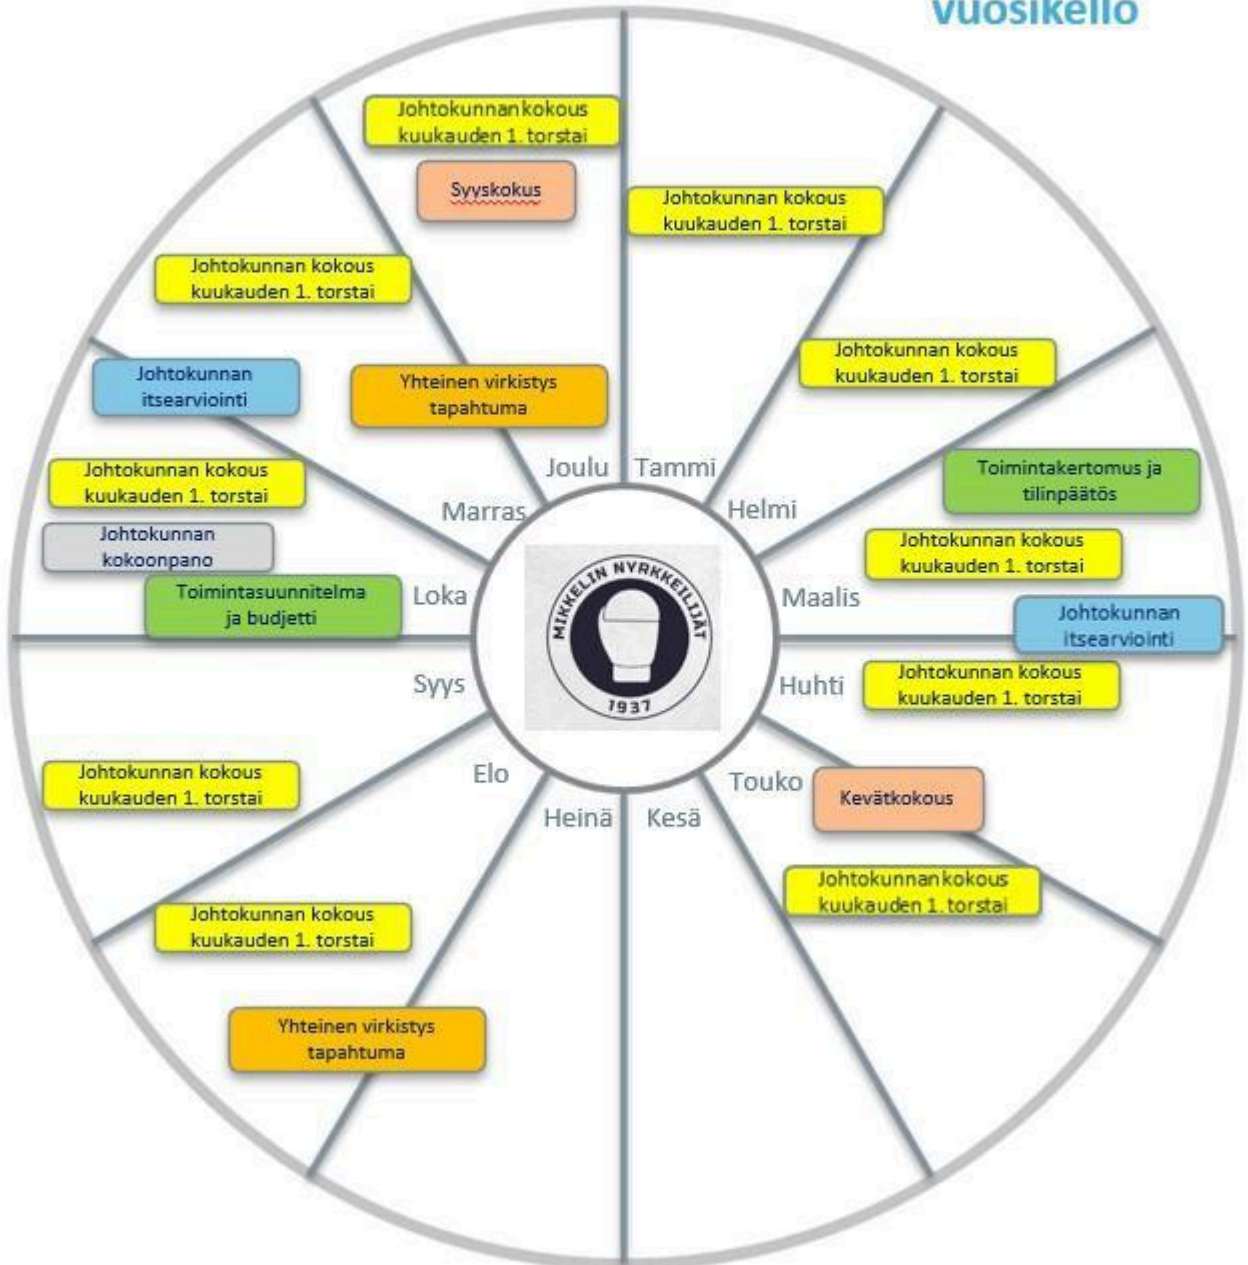 vuosikello
Johtokunnankokous
kuukauden 1. torstai
Syyskokus
Johtokunnan kokous
kuukauden 1. torstai
Johtokunnan kokous
kuukauden 1. torstai
Johtokunnan kokous
kuukauden 1. torstai
Johtokunnan
itsearviointi
Yhteinen virkistys
tapahtuma
Johtokunnan kokous
kuukauden 1. torstai
Johtokunnan
kokoonpano
Toimintasuunnitelma
ja budjetti
Toimintakertomus ja
tilinpäätös
Johtokunnan kokous
kuukauden 1. torstai
Johtokunnan
itsearviointi
Joulu
Tammi
Marras
Helmi
Loka
Maalis
Syys
Huhti
Elo
Touko
Heinä
Kesä
MIKKELIN NYRKKEILIJÄT
1937
Johtokunnan kokous
kuukauden 1. torstai
Johtokunnan kokous
kuukauden 1. torstai
Kevätkokous
Johtokunnankokous
kuukauden 1. torstai
Johtokunnan kokous
kuukauden 1. torstai
Yhteinen virkistys
tapahtuma